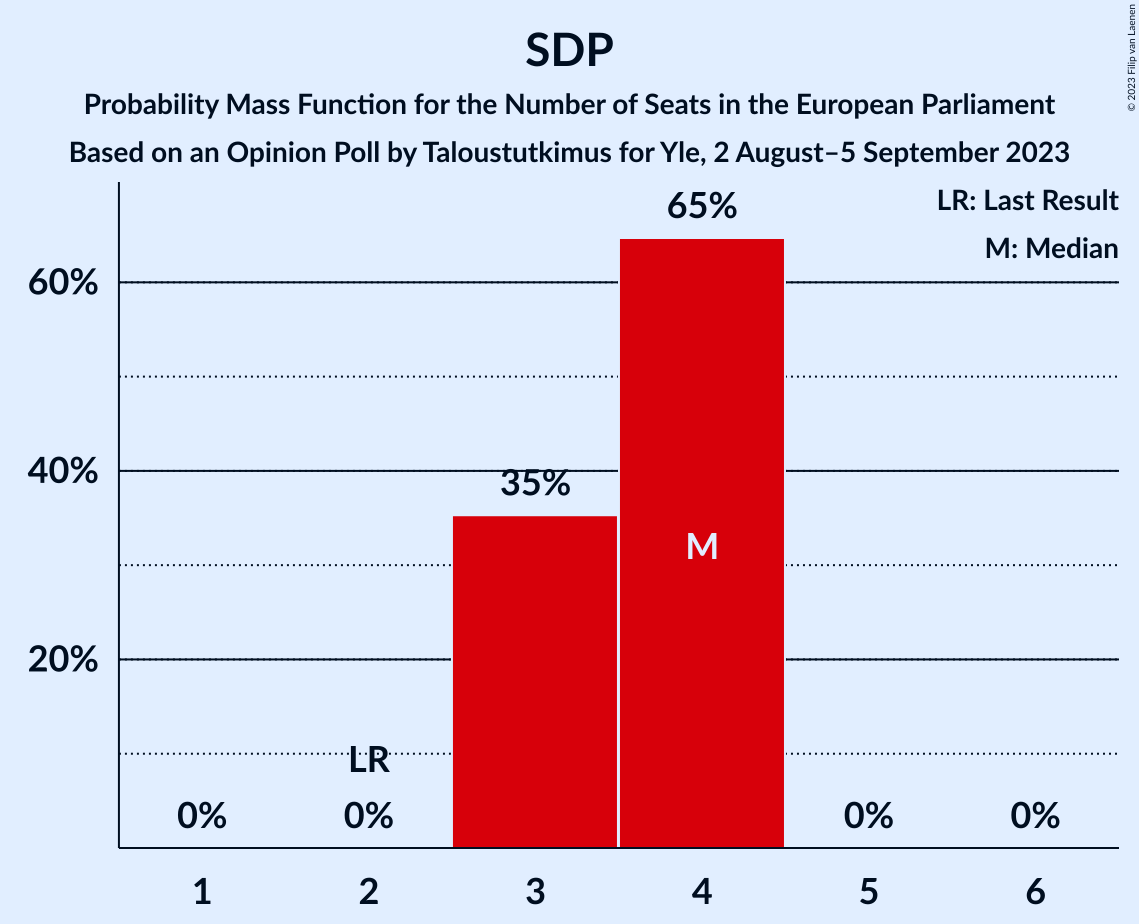 SDP
Probability Mass Function for the Number of Seats in the European Parliament
Based on an Opinion Poll by Taloustutkimus for Yle, 2 August–5 September 2023
© 2023 Filip van Laenen
LR: Last Result
M: Median
65%
60%
40%
35%
M
20%
LR
0%
0%
0%
0%
1
2
3
4
5
6